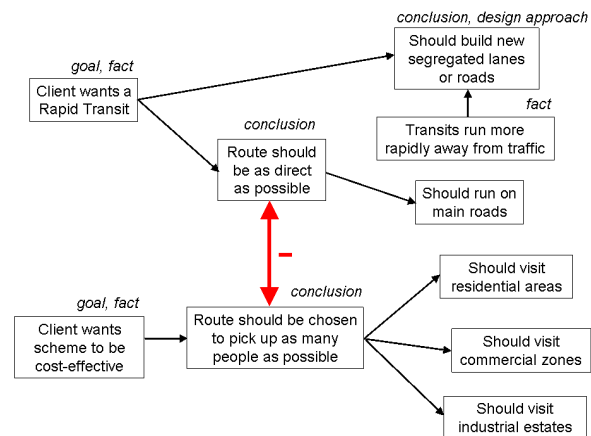 conclusion, design approach
Should build new
segregated lanes
or roads
goal, fact
Client wants a
Rapid Transit
fact
Transits run more
rapidly away from traffic
conclusion
Route should
be as direct
as possible
Should run on
main roads
–
conclusion
Should visit
residential areas
goal, fact
Client wants
scheme to be
cost-effective
Route should be chosen
to pick up as many
people as possible
Should visit
commercial zones
Should visit
industrial estates